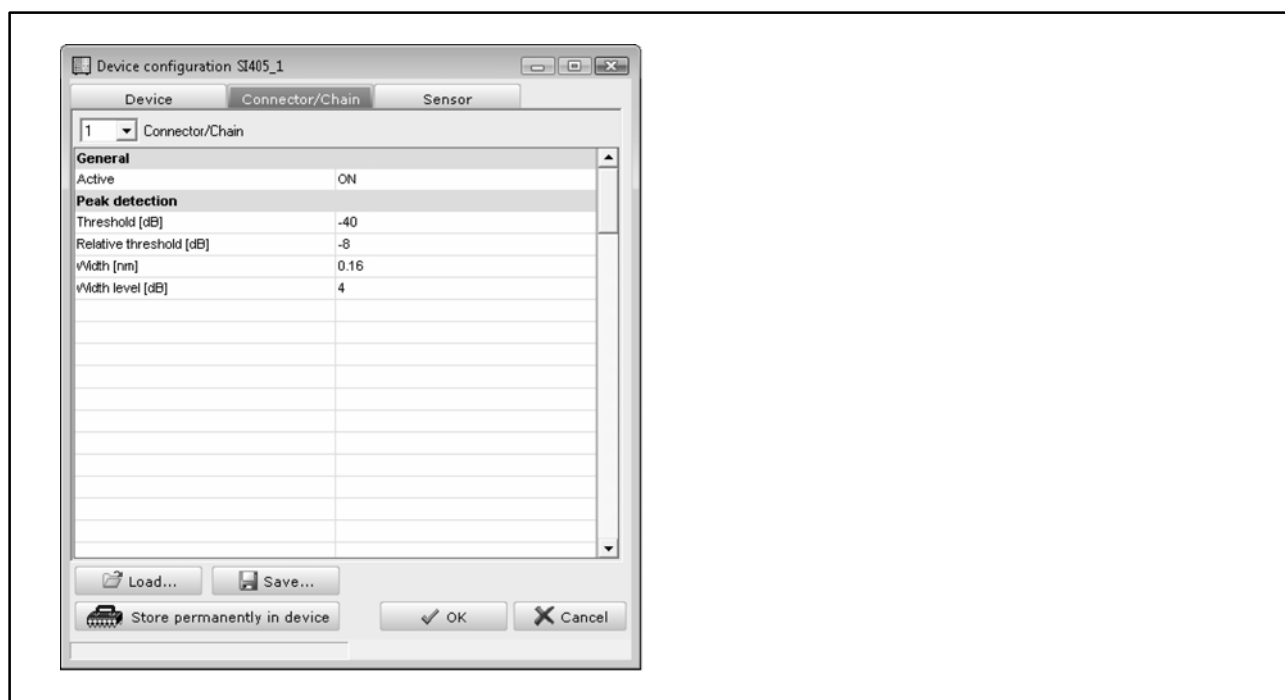 Device configuration SI405_1
Device Connector/Chain Sensor
1 Connector/Chain
General
Active ON
Peak detection
Threshold [dB] -40
Relative threshold [dB] -8
Width [nm] 0.16
Width level [dB] 4
Load... Save...
Store permanently in device OK Cancel